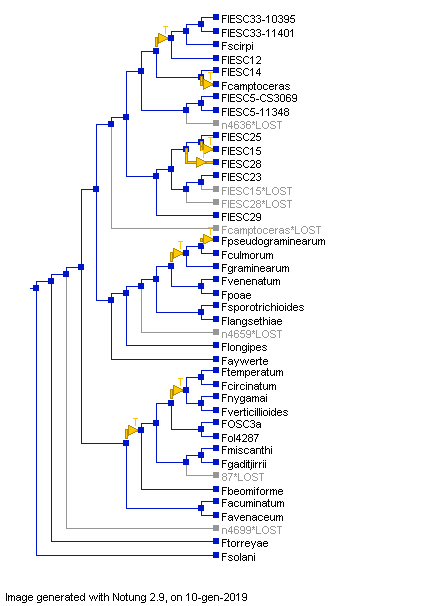 FIESC33-10395
FIESC33-11401
Fscirpi
FIESC12
FIESC14
Fcamptoceras
FIESC5-CS3069
FIESC5-11348
n4636*LOST
FIESC25
FIESC15
FIESC28
FIESC23
FIESC15*LOST
FIESC28*LOST
FIESC29
Fcamptoceras*LOST
Fpseudograminearum
Fculmorum
Fgraminearum
Fvenenatum
Fpoae
Fsporotrichioides
Flangsethiae
n4659*LOST
Flongipes
Faywerte
Ftemperatum
Fcircinatum
Fnygamai
Fverticillioides
FOSC3a
Fol4287
Fmiscanthi
Fgaditjirrii
87*LOST
Fbeomiforme
Facuminatum
Favenaceum
n4699*LOST
Ftorreyae
Fsolani
Image generated with Notung 2.9, on 10-gen-2019